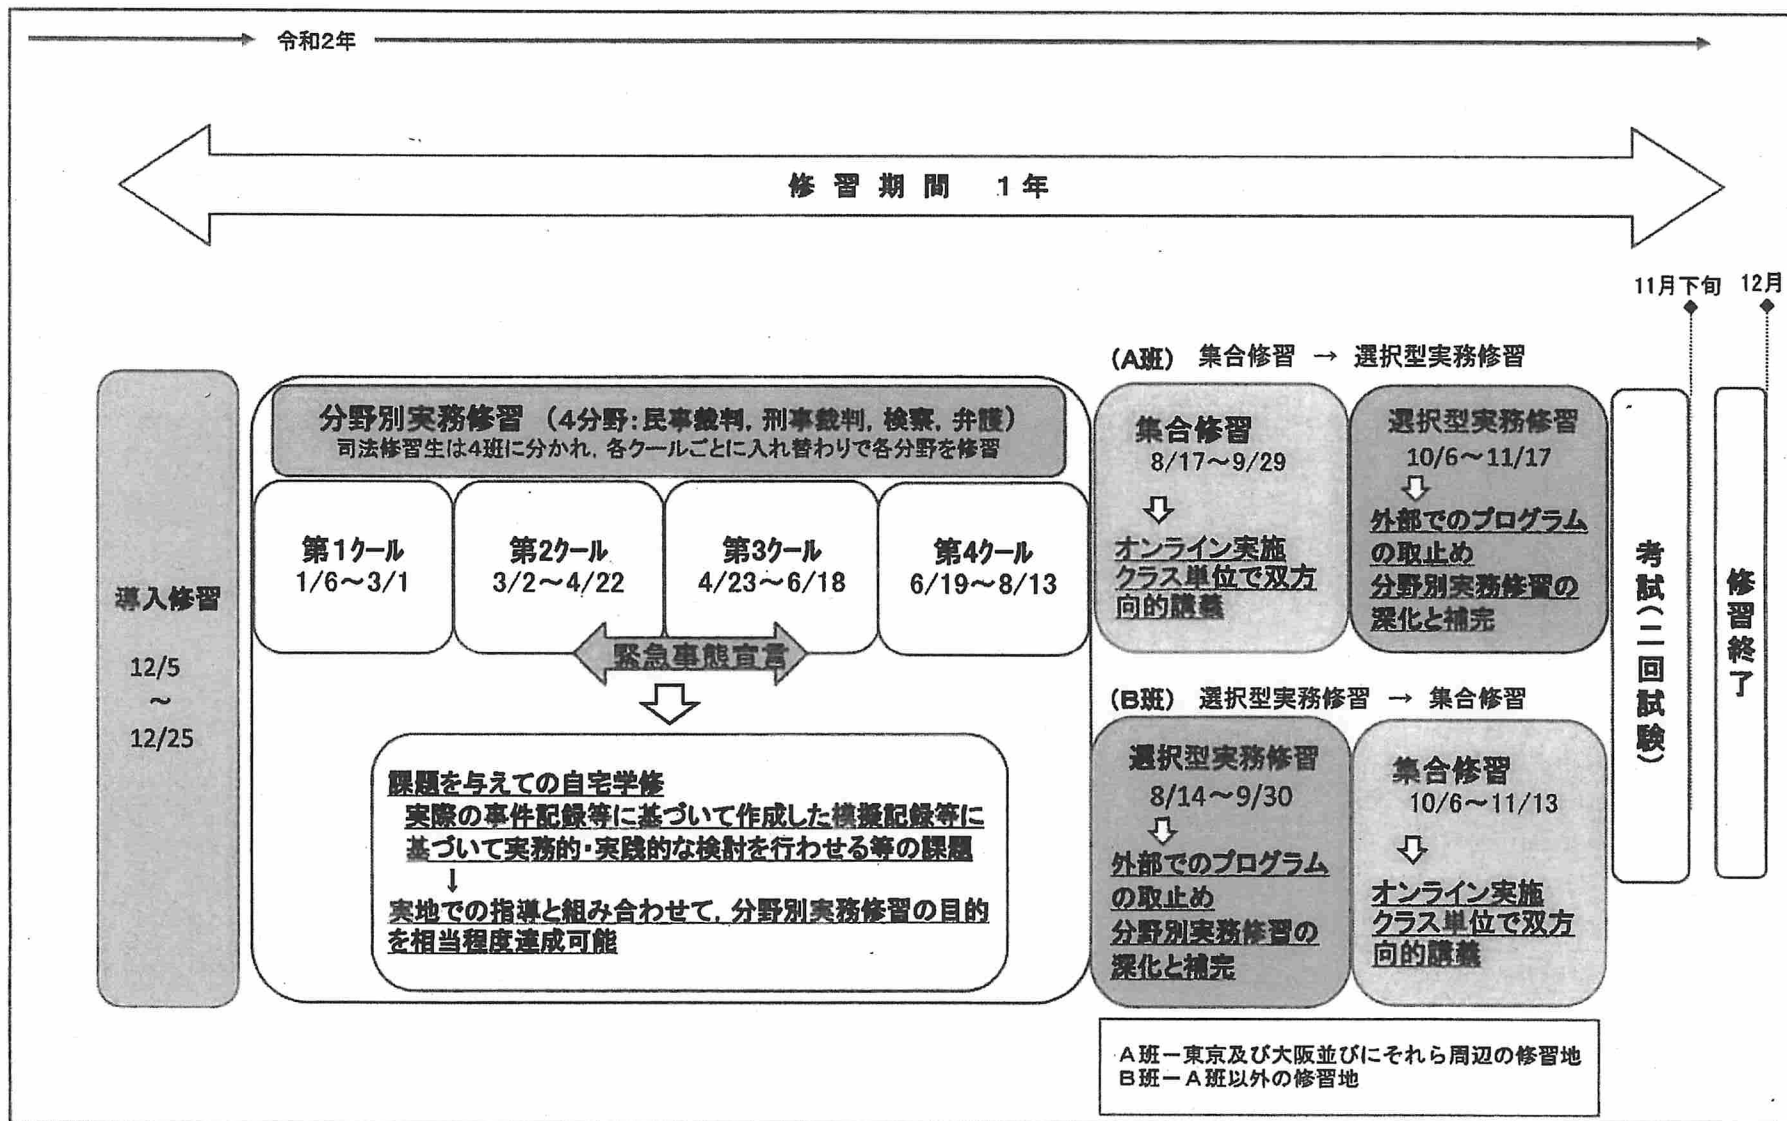 令和2年
修習期間 1年
11月下旬
12月
導入修習
12/5
～
12/25
分野別実務修習 (4分野：民事裁判，刑事裁判，検察，弁護)
司法修習生は4班に分かれ，各クールごとに入れ替わりで各分野を修習
第1クール
1/6～3/1
第2クール
3/2～4/22
第3クール
4/23～6/18
第4クール
6/19～8/13
緊急事態宣言
課題を与えての自宅学修
実際の事件記録等に基づいて作成した模擬記録等に
基づいて実務的・実践的な検討を行わせる等の課題
↓
実地での指導と組み合わせて，分野別実務修習の目的
を相当程度達成可能
(A班) 集合修習 → 選択型実務修習
集合修習
8/17～9/29
オンライン実施
クラス単位で双方
向的講義
選択型実務修習
10/6～11/17
外部でのプログラム
の取止め
分野別実務修習の
深化と補完
(B班) 選択型実務修習 → 集合修習
選択型実務修習
8/14～9/30
外部でのプログラム
の取止め
分野別実務修習の
深化と補完
集合修習
10/6～11/13
オンライン実施
クラス単位で双方
向的講義
A班－東京及び大阪並びにそれら周辺の修習地
B班－A班以外の修習地
考試(二回試験)
修習終了